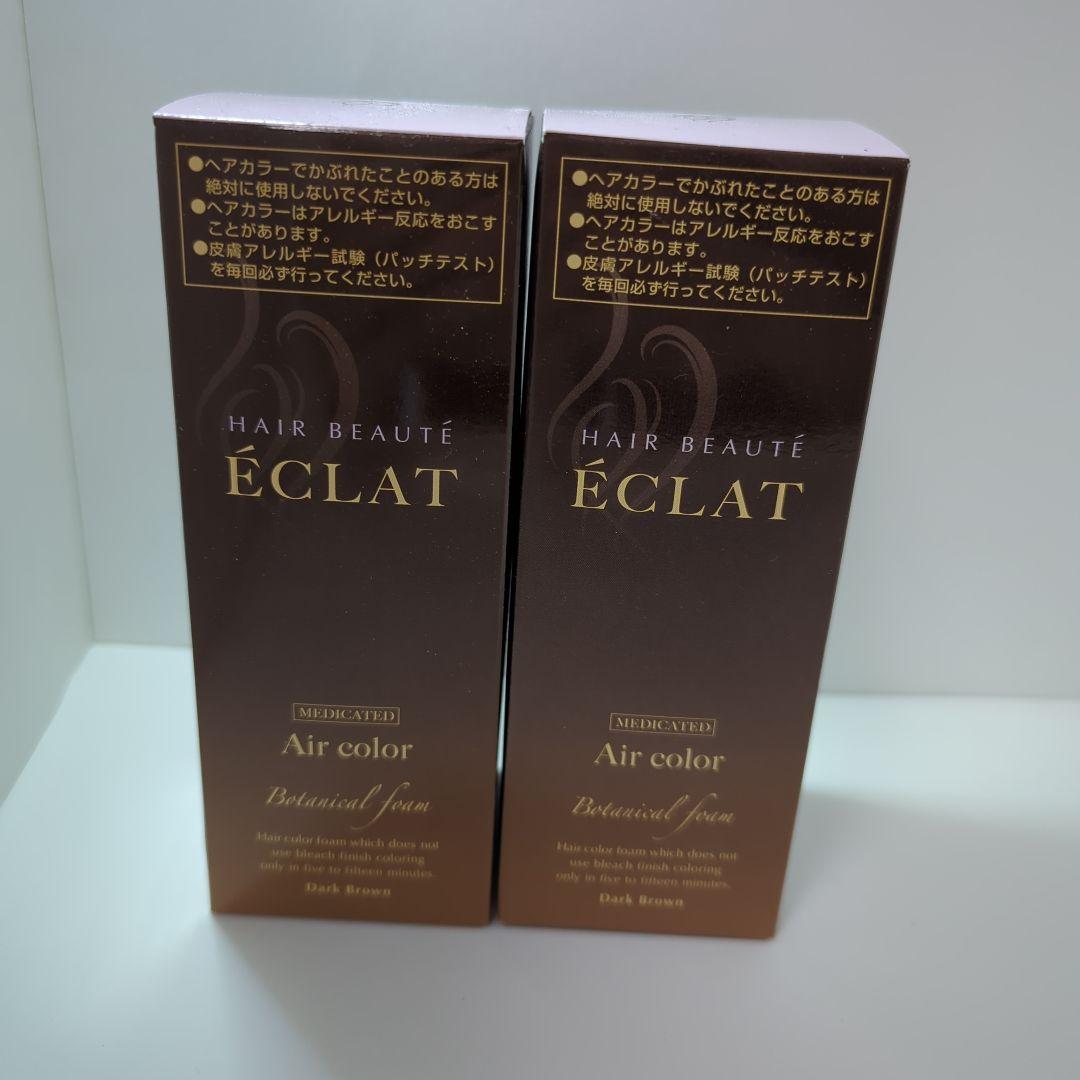 ●ヘアカラーでかぶれたことのある方は
絶対に使用しないでください。
●ヘアカラーはアレルギー反応をおこす
ことがあります。
●皮膚アレルギー試験（パッチテスト）
を毎回必ず行ってください。
HAIR BEAUTÉ
ÉCLAT
MEDICATED
Air color
Botanical foam
Hair color foam which does not
use bleach finish coloring
only in five to fifteen minutes.
Dark Brown
●ヘアカラーでかぶれたことのある方は
絶対に使用しないでください。
●ヘアカラーはアレルギー反応をおこす
ことがあります。
●皮膚アレルギー試験（パッチテスト）
を毎回必ず行ってください。
HAIR BEAUTÉ
ÉCLAT
MEDICATED
Air color
Botanical foam
Hair color foam which does not
use bleach finish coloring
only in five to fifteen minutes.
Dark Brown